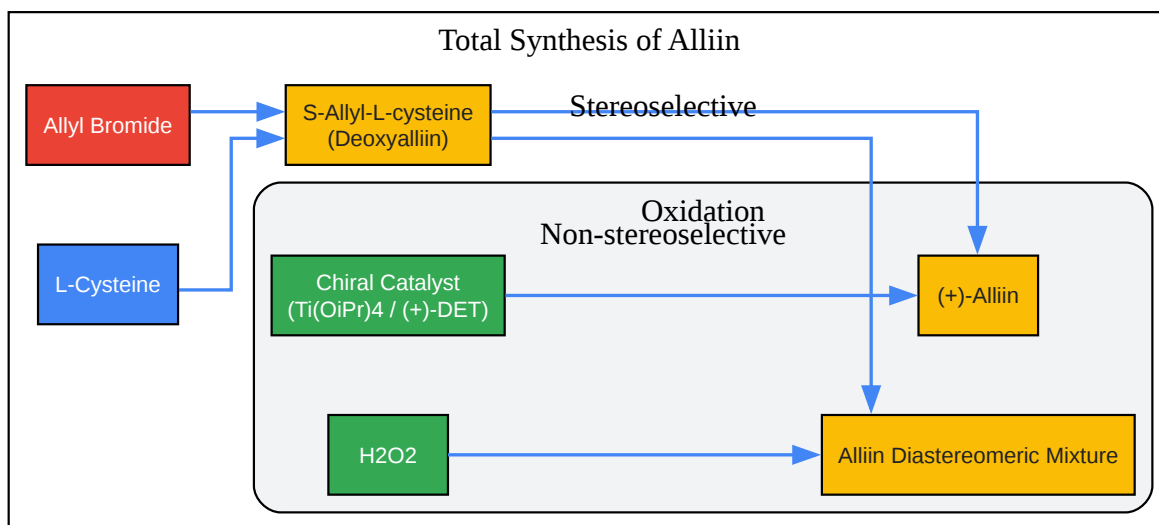 Total Synthesis of Alliin
Allyl Bromide
S-Allyl-L-cysteine
(Deoxyalliin)
Stereoselective
Oxidation
Non-stereoselective
L-Cysteine
Chiral Catalyst
(Ti(OiPr)4 / (+)-DET)
(+)-Alliin
H2O2
Alliin Diastereomeric Mixture